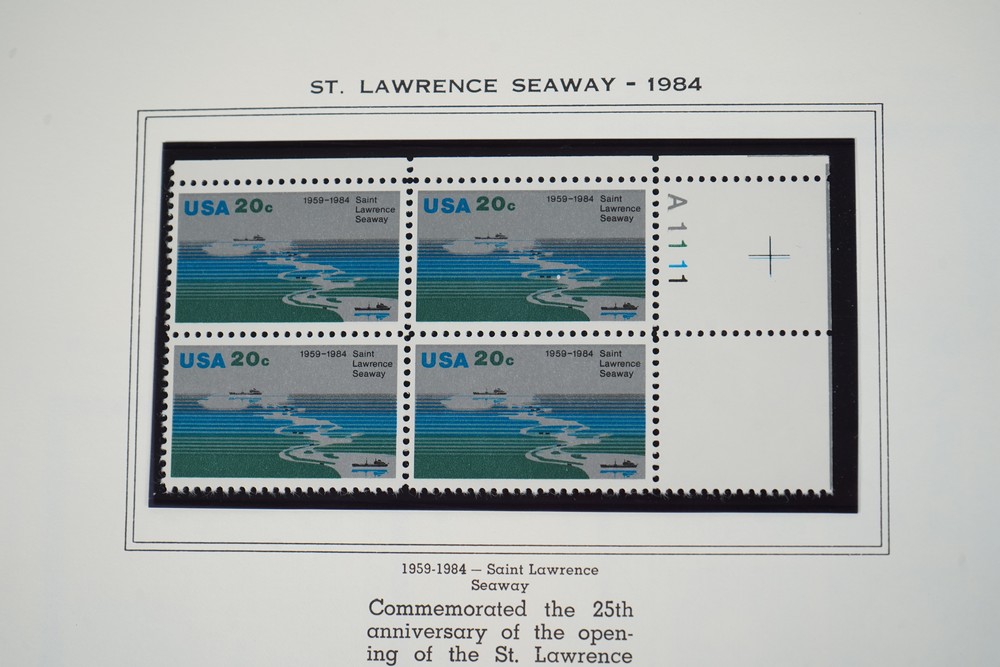 ST. LAWRENCE SEAWAY - 1984
USA 20c
1959-1984 Saint
Lawrence
Seaway
USA 20c
1959-1984 Saint
Lawrence
Seaway
A1111
USA 20c
1959-1984 Saint
Lawrence
Seaway
USA 20c
1959-1984 Saint
Lawrence
Seaway
1959-1984 — Saint Lawrence
Seaway
Commemorated the 25th
anniversary of the open-
ing of the St. Lawrence